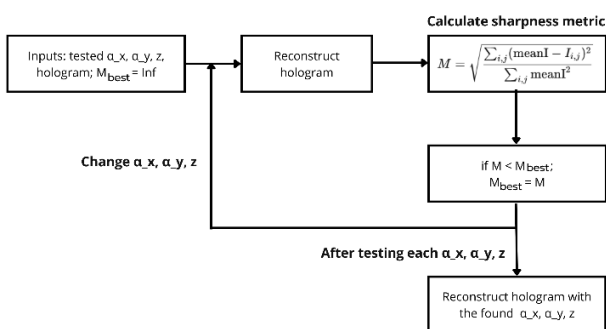 Calculate sharpness metric
Inputs: tested α_x, α_y, z,
hologram; M_best = Inf
Reconstruct
hologram
M = √(∑_{i,j}(meanI − I_{i,j})² / ∑_{i,j} meanI²)
Change α_x, α_y, z
if M < M_best:
M_best = M
After testing each α_x, α_y, z
Reconstruct hologram with
the found α_x, α_y, z